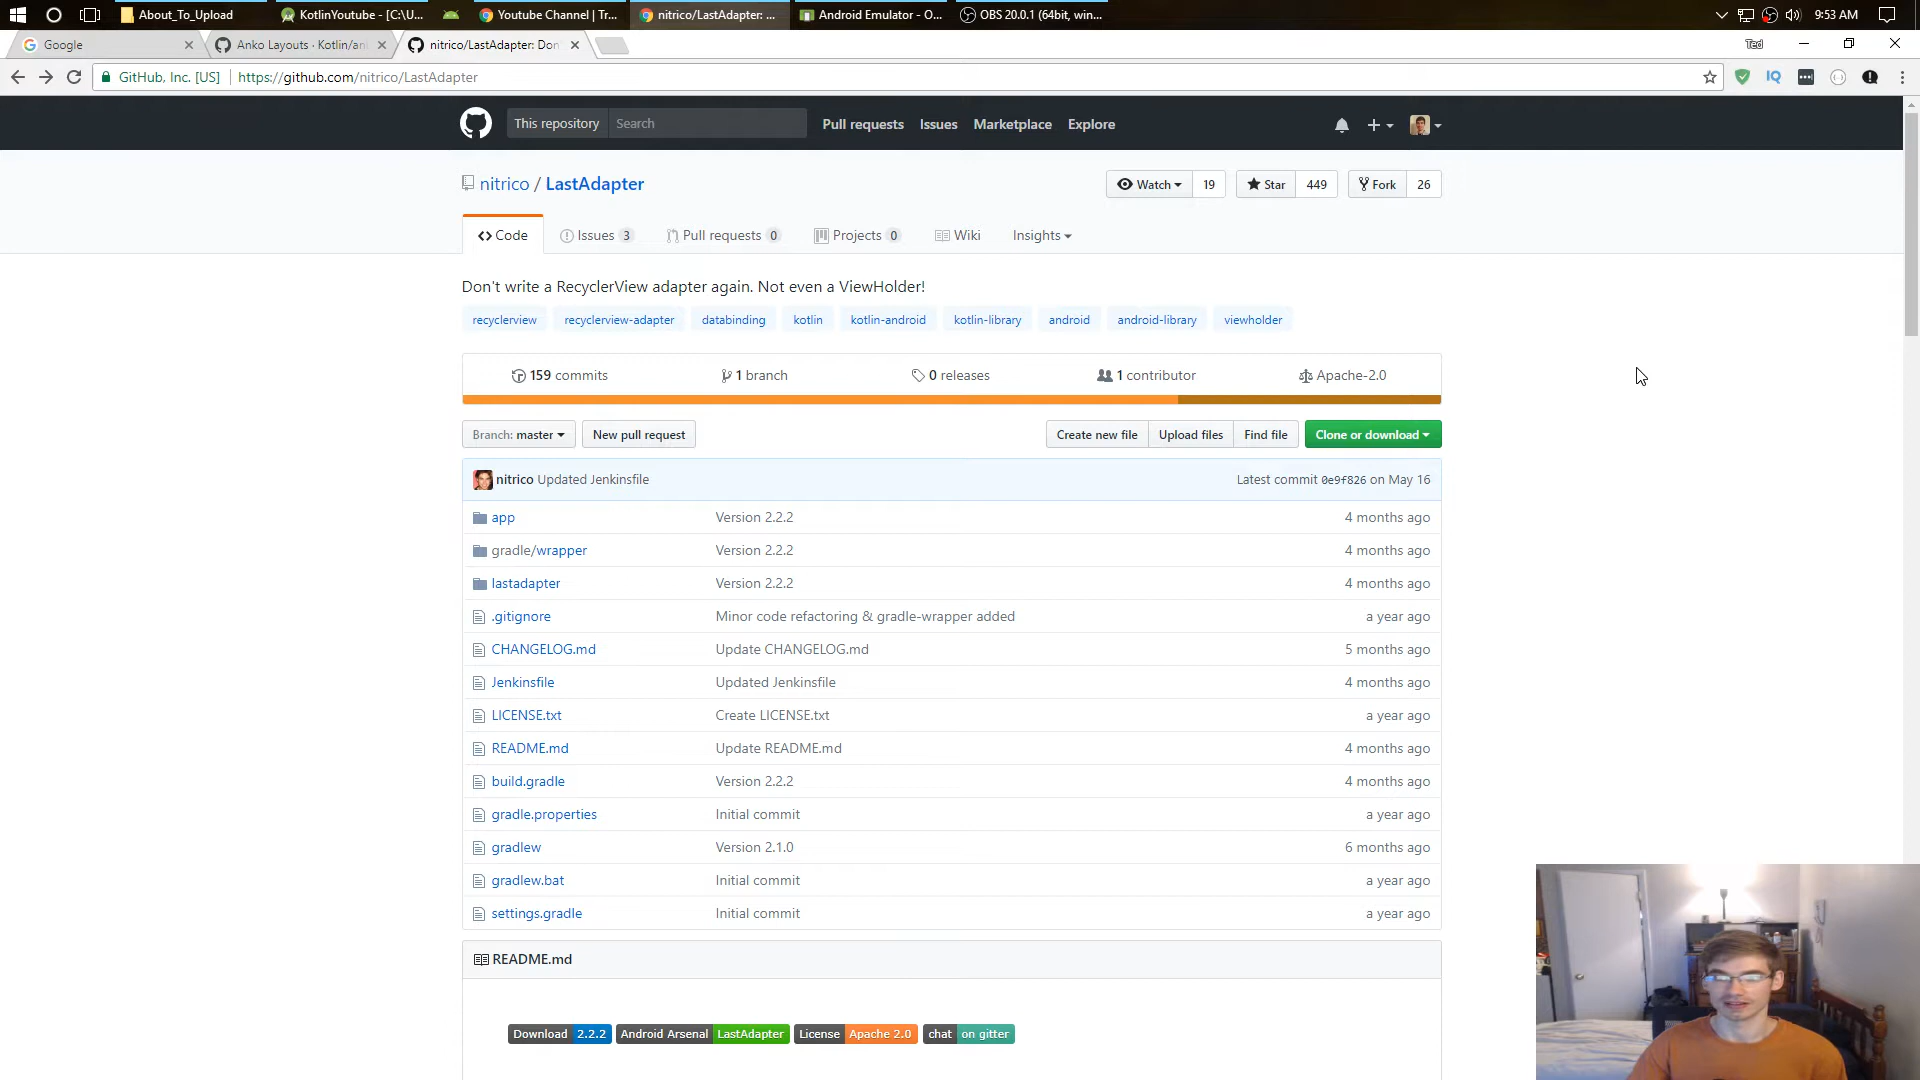 About_To_Upload
KotlinYoutube - [C:\U...
Youtube Channel | Tr...
nitrico/LastAdapter: ...
Android Emulator - O...
OBS 20.0.1 (64bit, win...
9:53 AM
Google
Anko Layouts · Kotlin/an
nitrico/LastAdapter: Don
Ted
GitHub, Inc. [US]
https://github.com/nitrico/LastAdapter
IQ
This repository
Search
Pull requests
Issues
Marketplace
Explore
nitrico / LastAdapter
Watch
19
Star
449
Fork
26
Code
Issues 3
Pull requests 0
Projects 0
Wiki
Insights
Don't write a RecyclerView adapter again. Not even a ViewHolder!
recyclerview
recyclerview-adapter
databinding
kotlin
kotlin-android
kotlin-library
android
android-library
viewholder
159 commits
1 branch
0 releases
1 contributor
Apache-2.0
Branch: master
New pull request
Create new file
Upload files
Find file
Clone or download
nitrico Updated Jenkinsfile
Latest commit 0e9f826 on May 16
app
Version 2.2.2
4 months ago
gradle/wrapper
Version 2.2.2
4 months ago
lastadapter
Version 2.2.2
4 months ago
.gitignore
Minor code refactoring & gradle-wrapper added
a year ago
CHANGELOG.md
Update CHANGELOG.md
5 months ago
Jenkinsfile
Updated Jenkinsfile
4 months ago
LICENSE.txt
Create LICENSE.txt
a year ago
README.md
Update README.md
4 months ago
build.gradle
Version 2.2.2
4 months ago
gradle.properties
Initial commit
a year ago
gradlew
Version 2.1.0
6 months ago
gradlew.bat
Initial commit
a year ago
settings.gradle
Initial commit
a year ago
README.md
Download 2.2.2
Android Arsenal LastAdapter
License Apache 2.0
chat on gitter